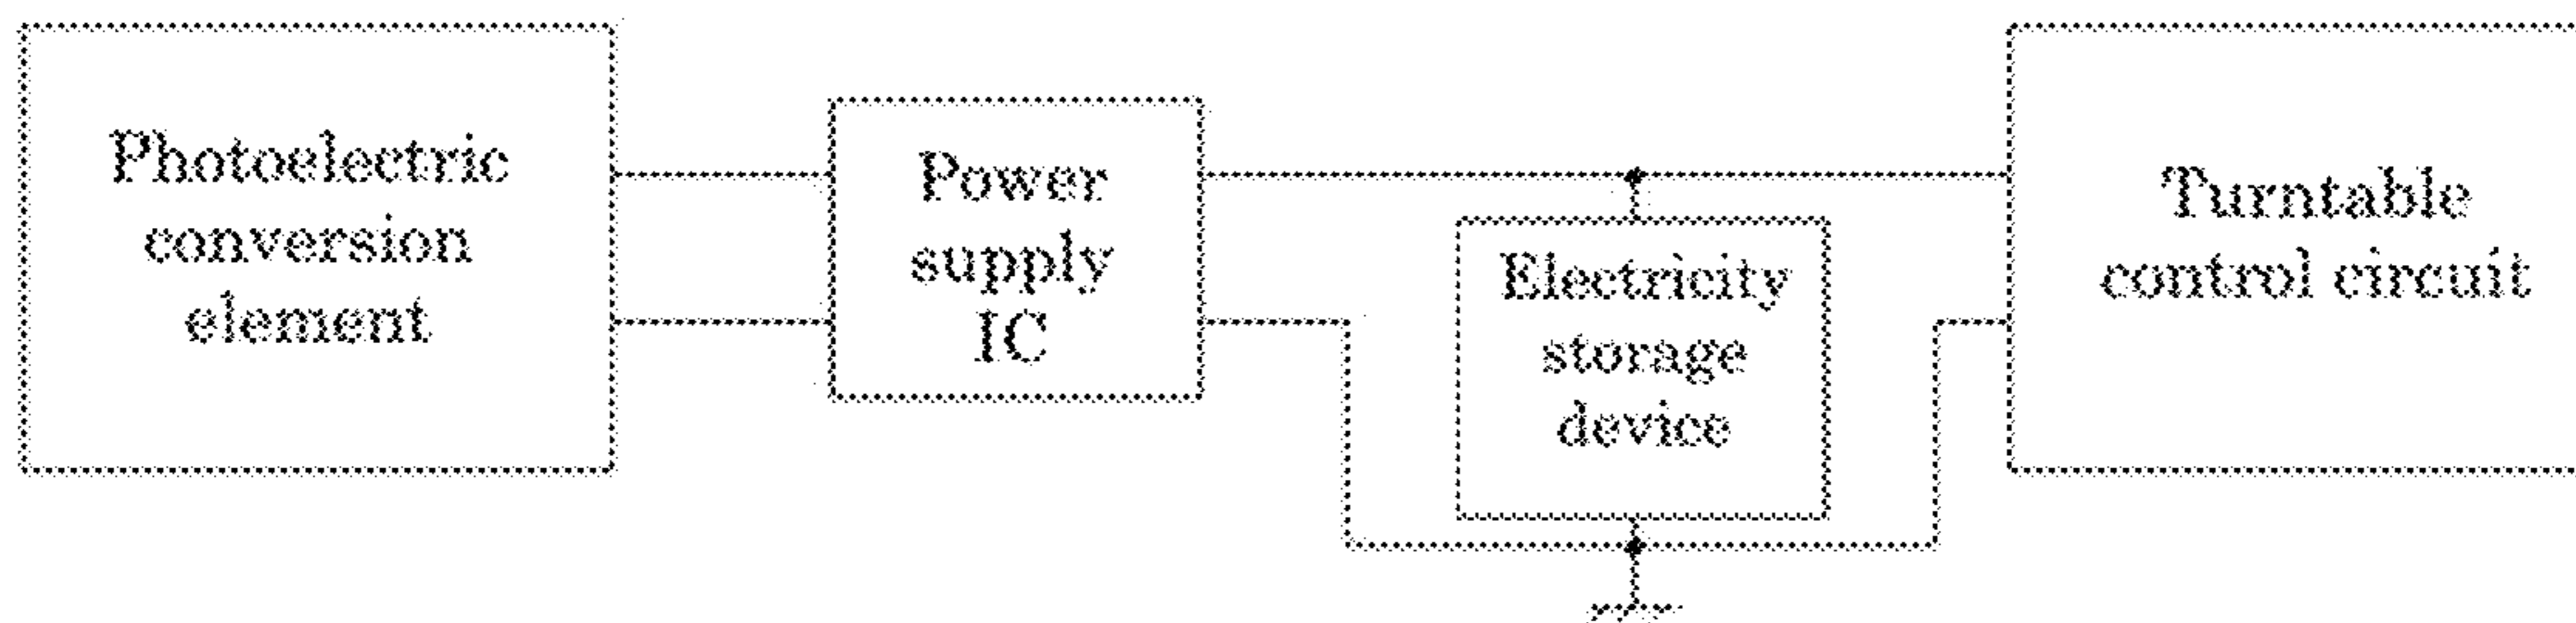 Photoelectric
conversion
element
Power
supply
IC
Electricity
storage
device
Turntable
control circuit